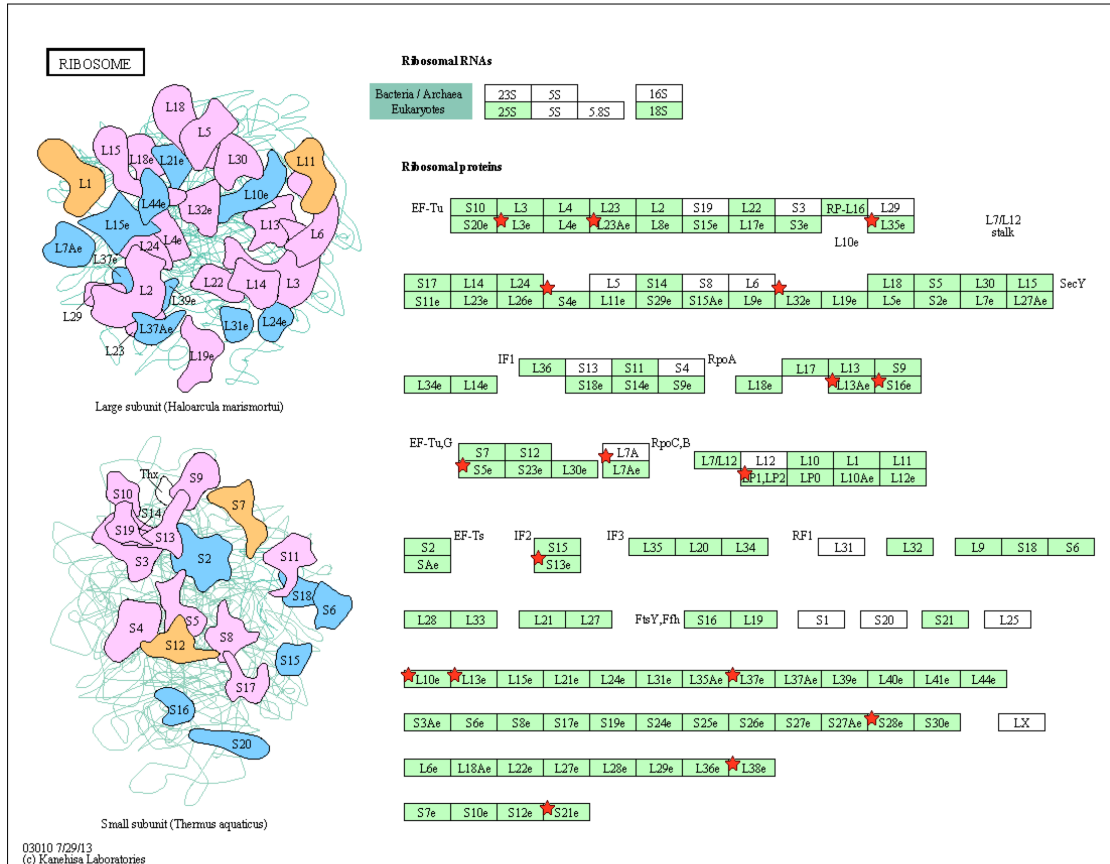 RIBOSOME
Ribosomal RNAs
Bacteria / Archaea 23S 5S 16S
Eukaryotes 25S 5S 5.8S 18S
Ribosomal proteins
EF-Tu S10 L3 L4 L23 L2 S19 L22 S3 RP-L16 L29
S20e L3e L4e L23Ae L8e S15e L17e S3e L10e L35e
L7/L12
stalk
S17 L14 L24 L5 S14 S8 L6 L18 S5 L30 L15 SecY
S11e L23e L26e S4e L11e S29e S15Ae L9e L32e L19e L5e S2e L7e L27Ae
IF1 L36 S13 S11 S4 RpoA L17 L13 S9
L34e L14e S18e S14e S9e L18e L13Ae S16e
EF-Tu,G S7 S12 L7A RpoC,B L7/L12 L12 L10 L1 L11
S5e S23e L30e L7Ae LP1,LP2 LP0 L10Ae L12e
S2 EF-Ts IF2 S15 IF3 L35 L20 L34 RF1 L31 L32 L9 S18 S6
SAe S13e
L28 L33 L21 L27 FtsY,Ffh S16 L19 S1 S20 S21 L25
L10e L13e L15e L21e L24e L31e L35Ae L37e L37Ae L39e L40e L41e L44e
S3Ae S6e S8e S17e S19e S24e S25e S26e S27e S27Ae S28e S30e LX
L6e L18Ae L22e L27e L28e L29e L36e L38e
S7e S10e S12e S21e
L18
L5
L15
L18e
L21e
L30
L11
L1
L44e
L10e
L32e
L15e
L13
L6
L7Ae
L24
L4e
L37e
L2
L22
L14
L3
L39e
L29
L37Ae
L31e
L24e
L23
L19e
Large subunit (Haloarcula marismortui)
Thx
S9
S10
S14
S7
S19
S13
S3
S2
S11
S18
S6
S4
S5
S8
S12
S15
S17
S16
S20
Small subunit (Thermus aquaticus)
03010 7/29/13
(c) Kanehisa Laboratories